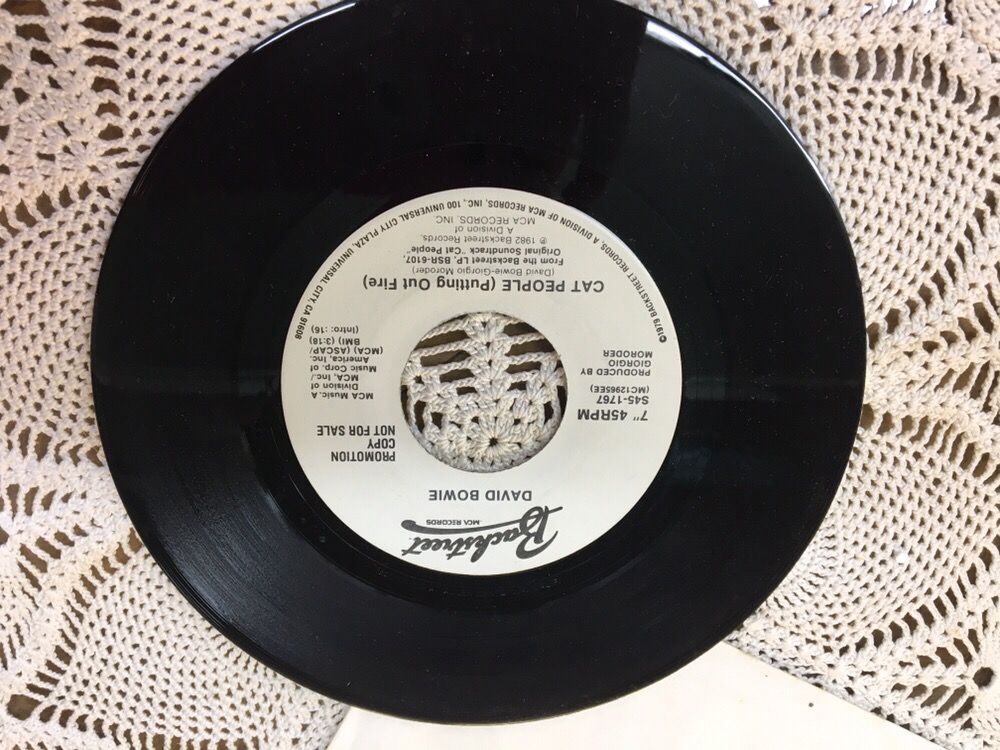 Backstreet
MCA RECORDS
DAVID BOWIE
7" 45RPM
S45-1767
(MC12965EE)
PRODUCED BY
GIORGIO
MORODER
PROMOTION
COPY
NOT FOR SALE
MCA Music, A
Division of
MCA, Inc./
Music Corp. of
America, Inc.
(MCA) (ASCAP/
BMI) (3:18)
(Intro: :16)
CAT PEOPLE (Putting Out Fire)
(David Bowie-Giorgio Moroder)
From the Backstreet LP, BSR-6107,
Original Soundtrack "Cat People"
℗ 1982 Backstreet Records.
A Division of
MCA RECORDS, INC
©1979 BACKSTREET RECORDS, A DIVISION OF MCA RECORDS, INC., 100 UNIVERSAL CITY PLAZA, UNIVERSAL CITY, CA 91608